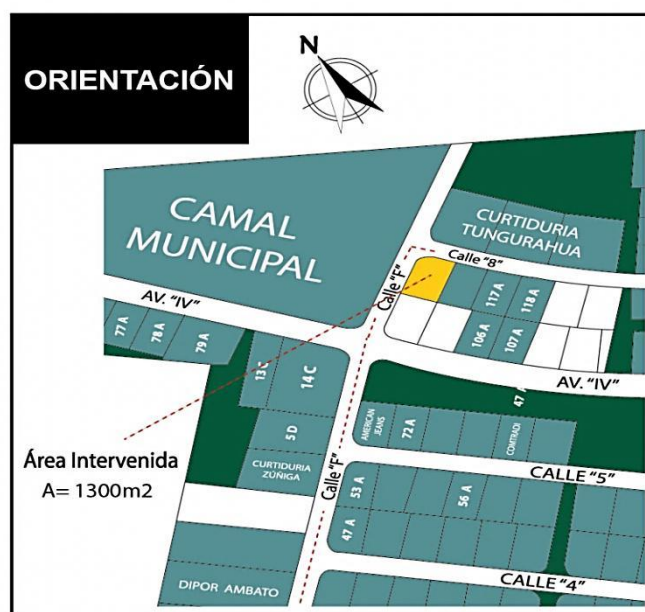 N
ORIENTACIÓN
CAMAL
MUNICIPAL
CURTIDURIA
TUNGURAHUA
Calle "8"
Calle "F"
117 A
118 A
106 A
107 A
AV. "IV"
AV. "IV"
77 A
78 A
79 A
13 C
14 C
5 D
CURTIDURIA
ZÚÑIGA
AMERICAN
JEANS
72 A
47 A
COMTRADI
CALLE "5"
Área Intervenida
A= 1300m2
Calle "F"
53 A
56 A
47 A
CALLE "4"
DIPOR AMBATO